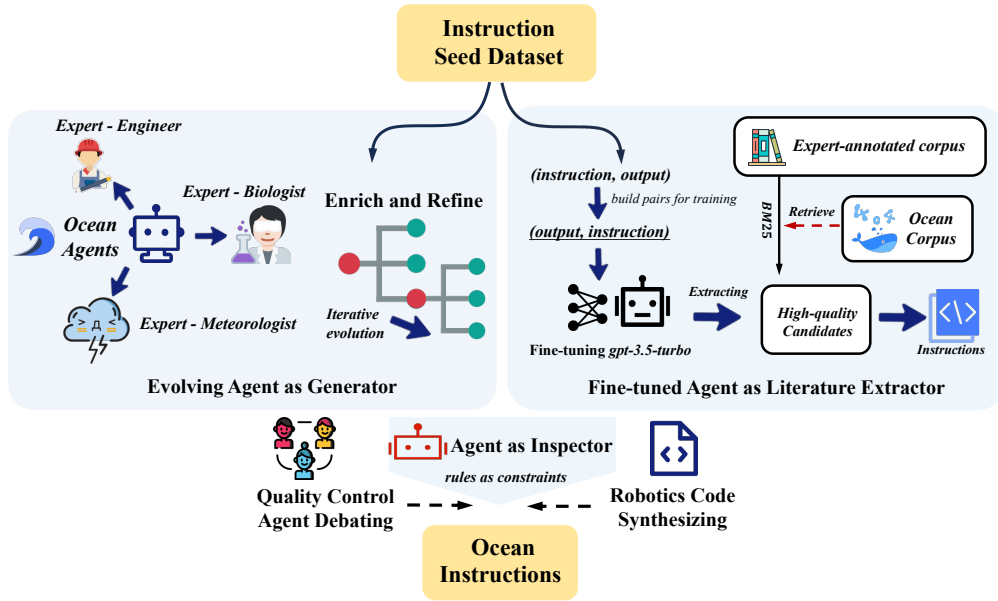 Instruction
Seed Dataset
Expert - Engineer
Expert - Biologist
Ocean
Agents
Expert - Meteorologist
Enrich and Refine
Iterative
evolution
Evolving Agent as Generator
(instruction, output)
build pairs for training
(output, instruction)
Fine-tuning gpt-3.5-turbo
Extracting
Expert-annotated corpus
BM25
Retrieve
Ocean
Corpus
High-quality
Candidates
Instructions
Fine-tuned Agent as Literature Extractor
Quality Control
Agent Debating
Agent as Inspector
rules as constraints
Robotics Code
Synthesizing
Ocean
Instructions